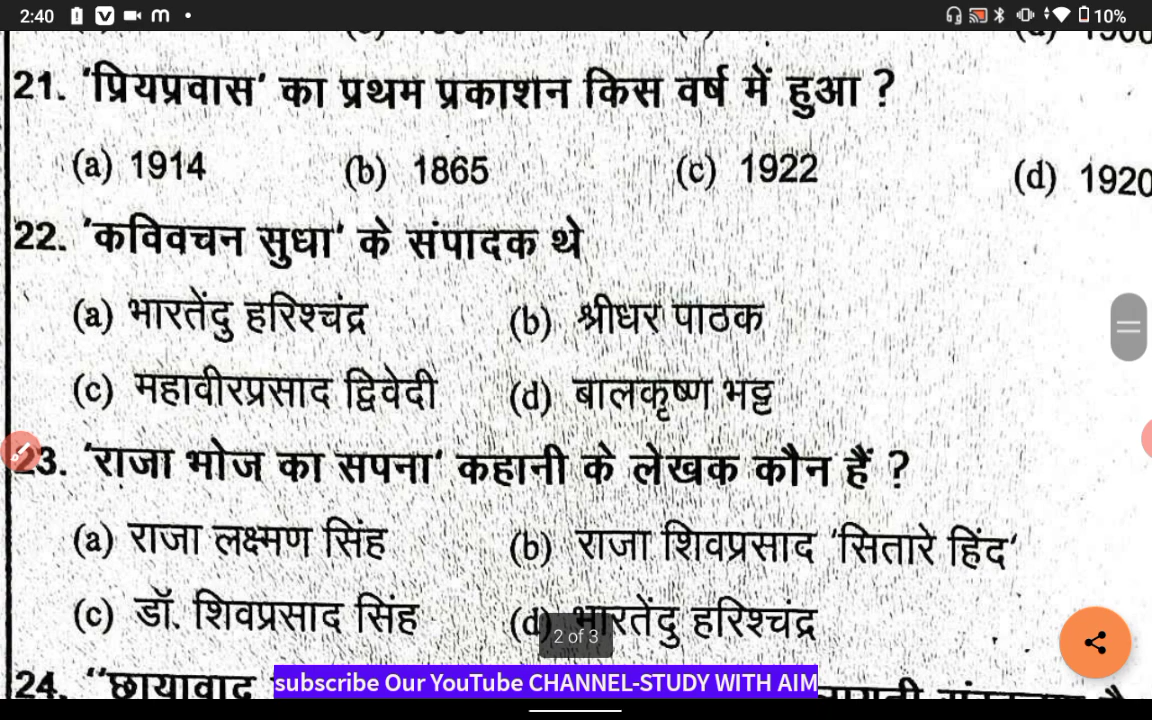 2:40 10%
21. 'प्रियप्रवास' का प्रथम प्रकाशन किस वर्ष में हुआ ?
(a) 1914 (b) 1865 (c) 1922 (d) 1920
22. 'कविवचन सुधा' के संपादक थे
(a) भारतेंदु हरिश्चंद्र (b) श्रीधर पाठक
(c) महावीरप्रसाद द्विवेदी (d) बालकृष्ण भट्ट
23. 'राजा भोज का सपना' कहानी के लेखक कौन हैं ?
(a) राजा लक्ष्मण सिंह (b) राजा शिवप्रसाद 'सितारे हिंद'
(c) डॉ. शिवप्रसाद सिंह (d) भारतेंदु हरिश्चंद्र
2 of 3
24. "छायावाद
subscribe Our YouTube CHANNEL-STUDY WITH AIM